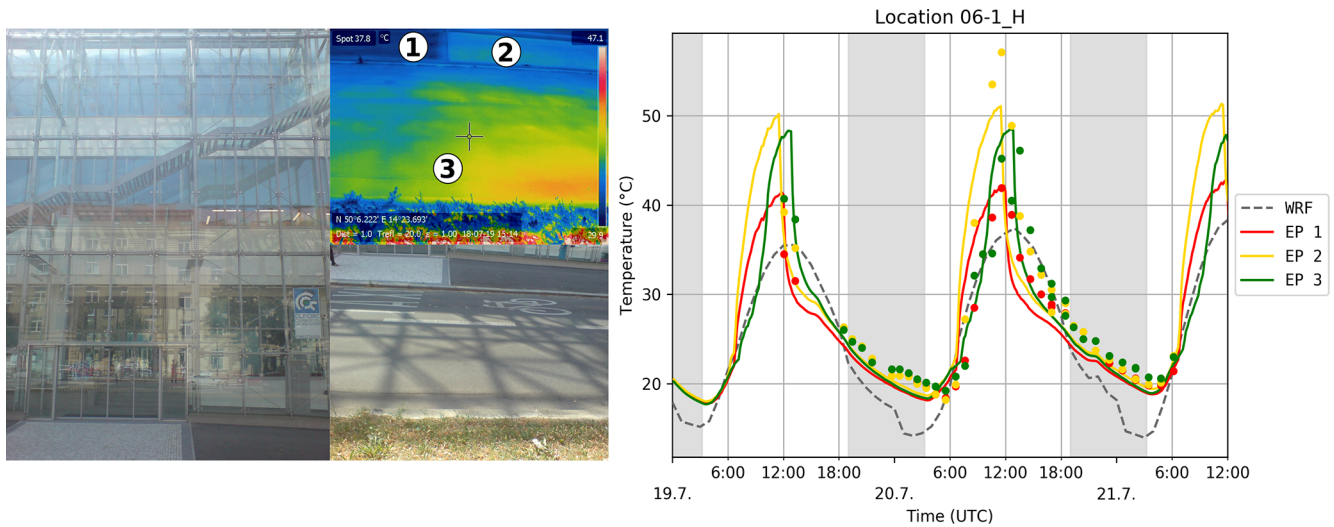 Location 06-1_H
Spot 37.8 °C
47.1
1
2
3
N 50°6.222' E 14°23.693'
Dist = 1.0 Trefl = 20.0 ε = 1.00 18-07-19 15:14
29.9
Temperature (°C)
50
40
30
20
6:00 12:00 18:00 6:00 12:00 18:00 6:00 12:00
19.7. 20.7. 21.7.
Time (UTC)
WRF
EP 1
EP 2
EP 3